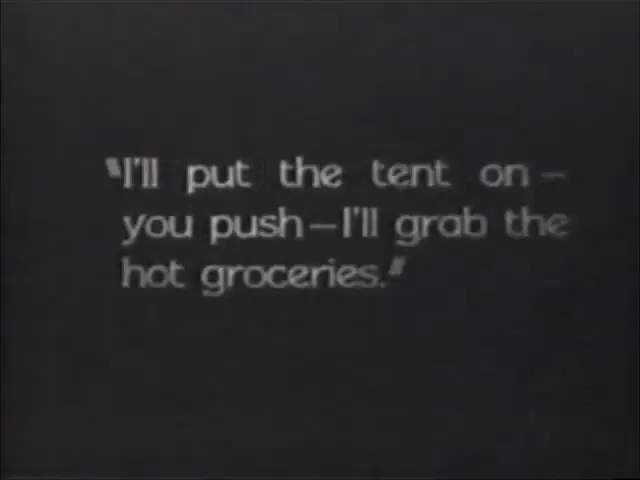 "I'll put the tent on—
you push—I'll grab the
hot groceries."